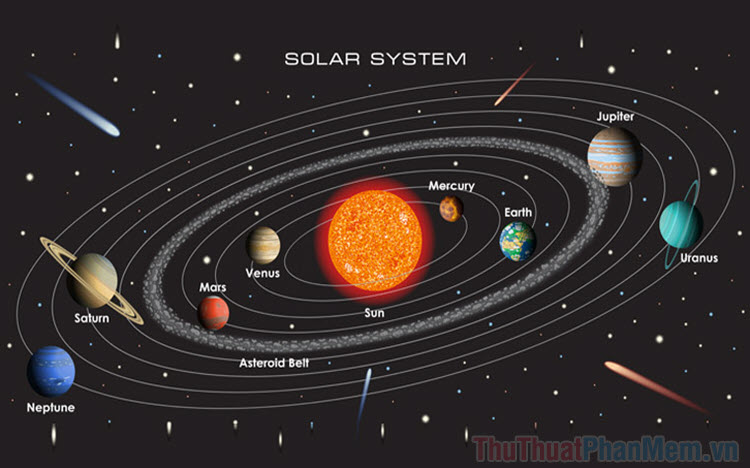 SOLAR SYSTEM
Jupiter
Mercury
Earth
Venus
Uranus
Mars
Sun
Saturn
Asteroid Belt
Neptune
ThuThuatPhanMem.vn